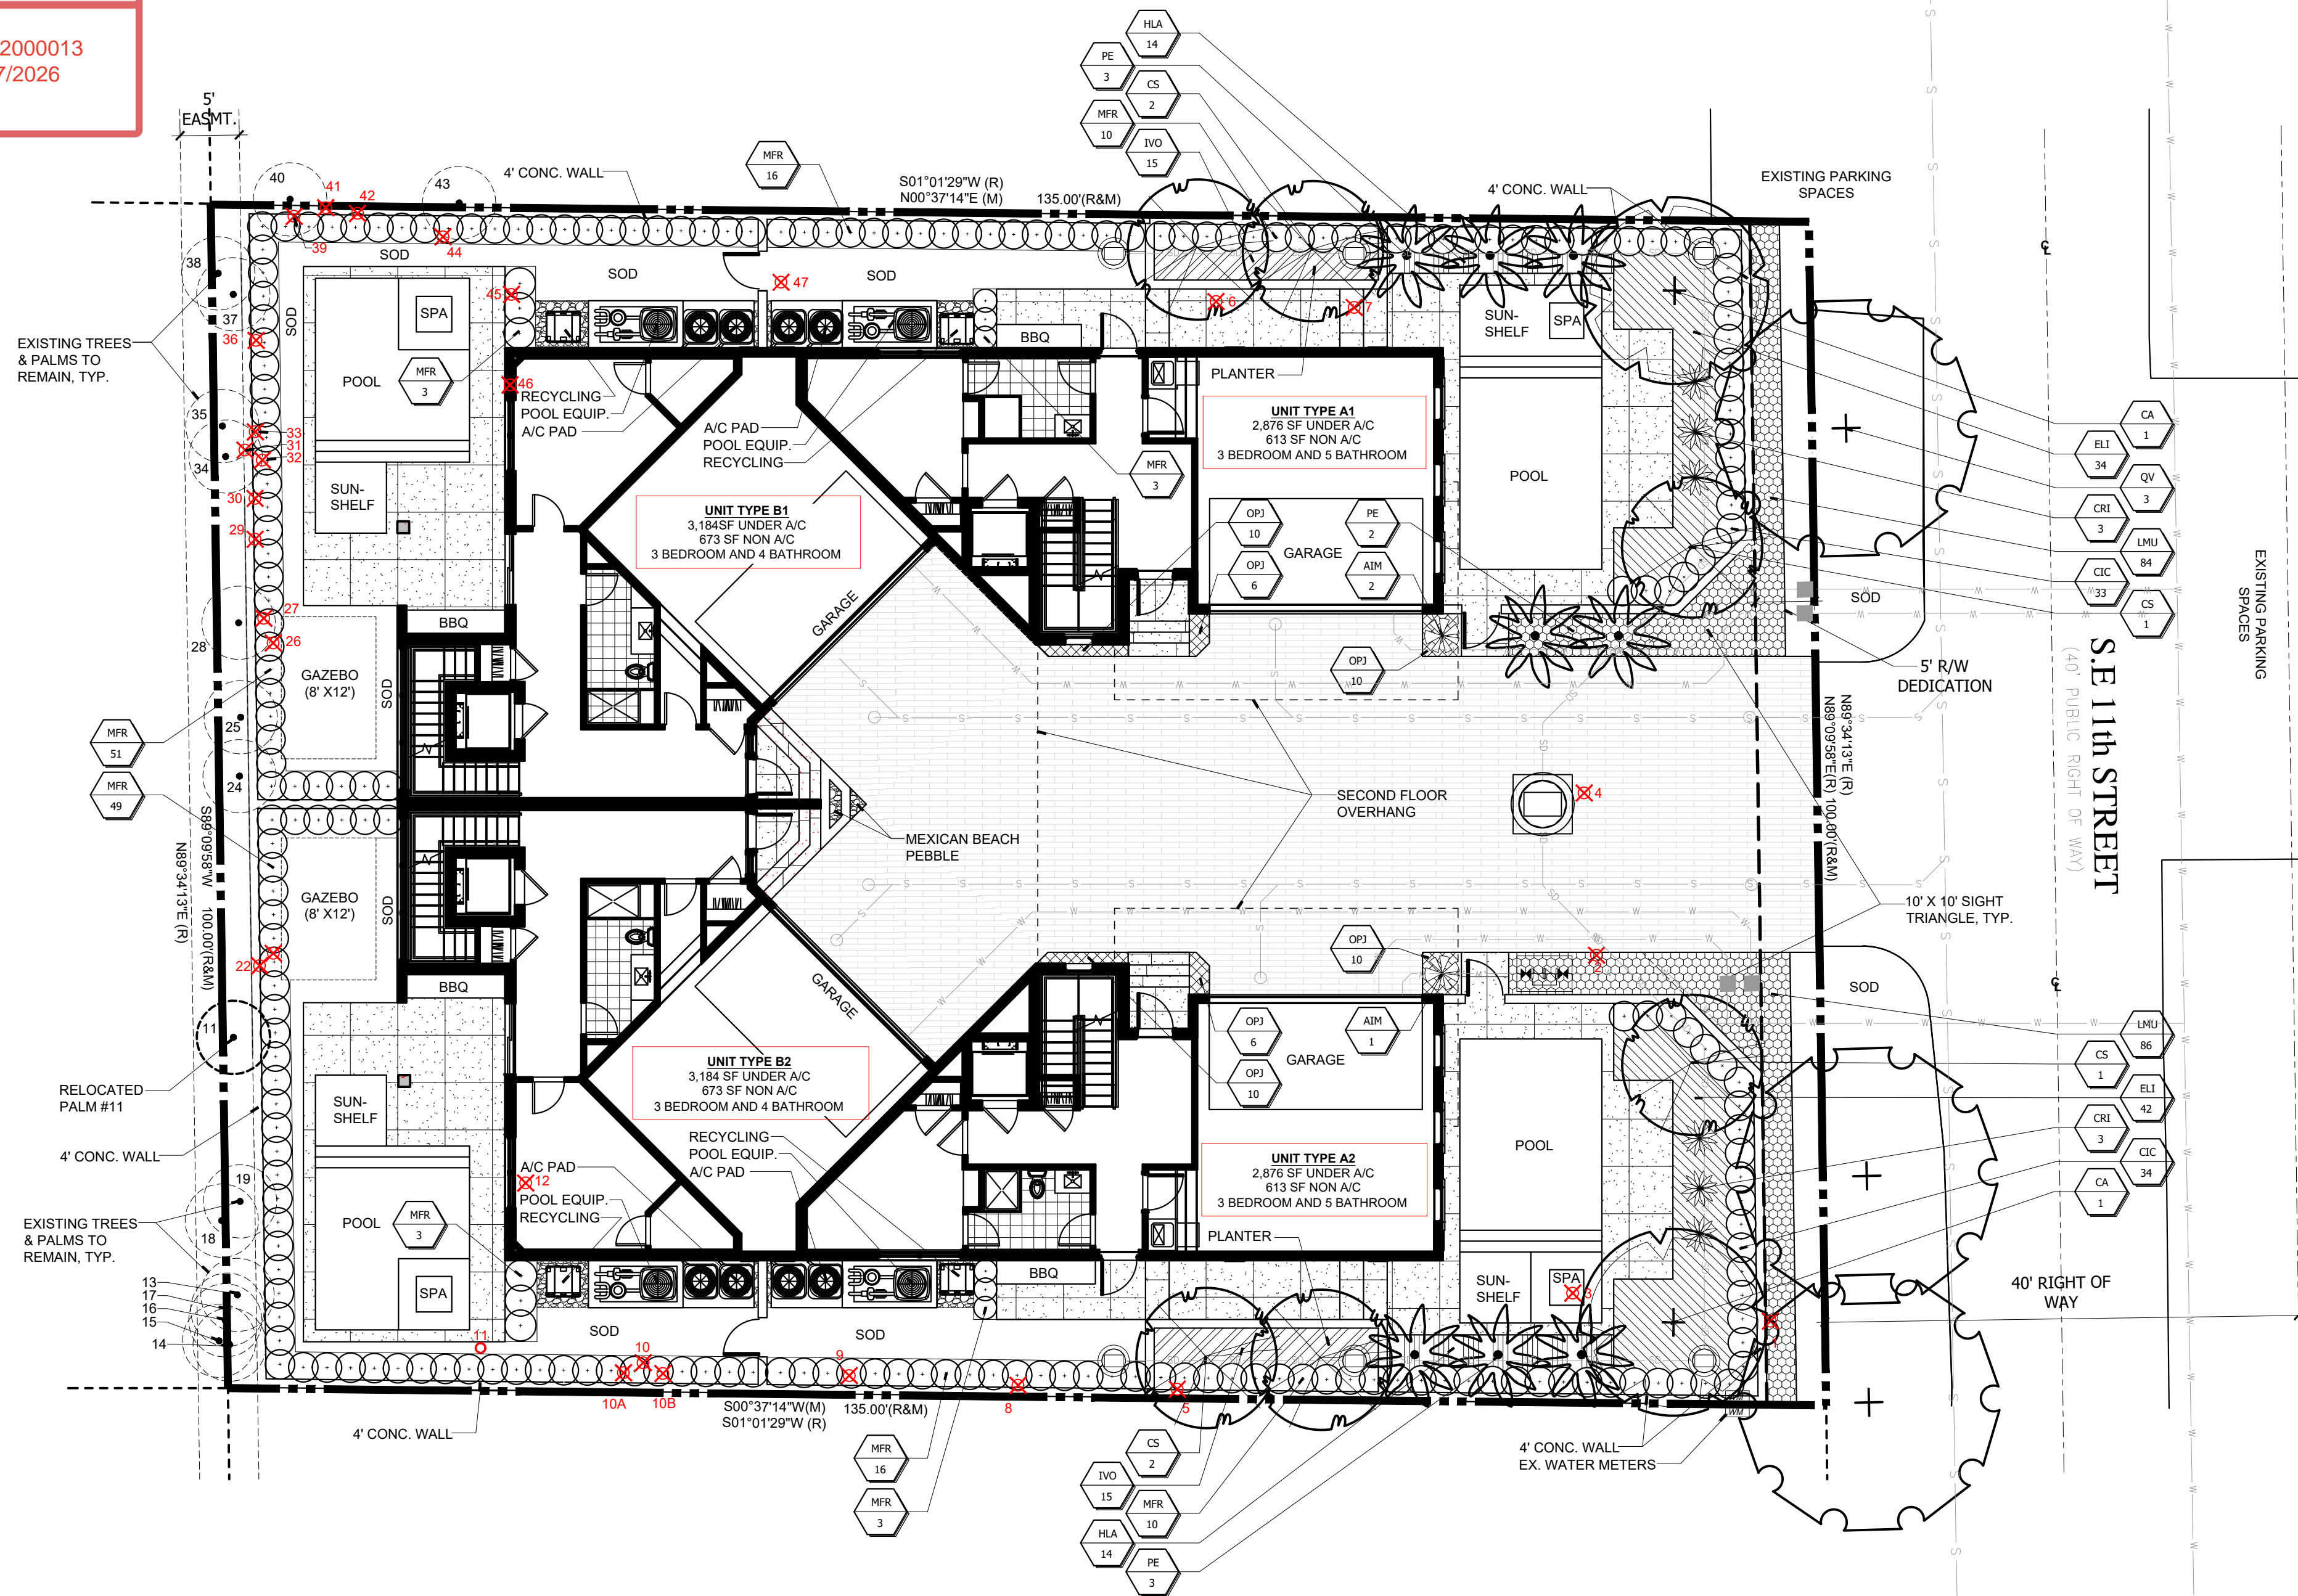 2000013
7/2026
HLA
14
PE
3
CS
2
MFR
10
IVO
15
5'
EASMT.
40
41
42
43
39
44
4' CONC. WALL
MFR
16
S01°01'29"W (R)
N00°37'14"E (M)
135.00'(R&M)
4' CONC. WALL
EXISTING PARKING
SPACES
38
37
36
SOD
SOD
SOD
SOD
45
47
6
7
EXISTING TREES
& PALMS TO
REMAIN, TYP.
SPA
POOL
MFR
3
46
RECYCLING
POOL EQUIP.
A/C PAD
A/C PAD
POOL EQUIP.
RECYCLING
BBQ
PLANTER
SUN-
SHELF
SPA
POOL
UNIT TYPE A1
2,876 SF UNDER A/C
613 SF NON A/C
3 BEDROOM AND 5 BATHROOM
MFR
3
35
33
31
32
34
30
29
SUN-
SHELF
UNIT TYPE B1
3,184SF UNDER A/C
673 SF NON A/C
3 BEDROOM AND 4 BATHROOM
GARAGE
OPJ
10
OPJ
6
PE
2
AIM
2
GARAGE
CA
1
ELI
34
QV
3
CRI
3
LMU
84
CIC
33
CS
1
EXISTING PARKING
SPACES
SOD
5' R/W
DEDICATION
S.E 11th STREET
(40' PUBLIC RIGHT OF WAY)
27
26
28
25
24
BBQ
GAZEBO
(8' X12')
SOD
MFR
51
MFR
49
OPJ
10
SECOND FLOOR
OVERHANG
4
MEXICAN BEACH
PEBBLE
N89°34'13"E (R)
N89°09'58"E(R) 100.00'(R&M)
10' X 10' SIGHT
TRIANGLE, TYP.
S89°09'58"W 100.00'(R&M)
N89°34'13"E (R)
GAZEBO
(8' X12')
SOD
22
BBQ
GARAGE
OPJ
10
2
SOD
11
RELOCATED
PALM #11
4' CONC. WALL
SUN-
SHELF
UNIT TYPE B2
3,184 SF UNDER A/C
673 SF NON A/C
3 BEDROOM AND 4 BATHROOM
OPJ
6
OPJ
10
AIM
1
GARAGE
LMU
86
CS
1
ELI
42
CRI
3
CIC
34
CA
1
RECYCLING
POOL EQUIP.
A/C PAD
A/C PAD
12
POOL EQUIP.
RECYCLING
UNIT TYPE A2
2,876 SF UNDER A/C
613 SF NON A/C
3 BEDROOM AND 5 BATHROOM
PLANTER
POOL
19
18
EXISTING TREES
& PALMS TO
REMAIN, TYP.
POOL
MFR
3
SPA
BBQ
SUN-
SHELF
SPA
3
1
40' RIGHT OF
WAY
13
17
16
15
14
11
SOD
SOD
10
10A
10B
9
8
5
4' CONC. WALL
S00°37'14"W(M)
S01°01'29"W (R)
135.00'(R&M)
WM
4' CONC. WALL
EX. WATER METERS
MFR
16
MFR
3
CS
2
IVO
15
MFR
10
HLA
14
PE
3